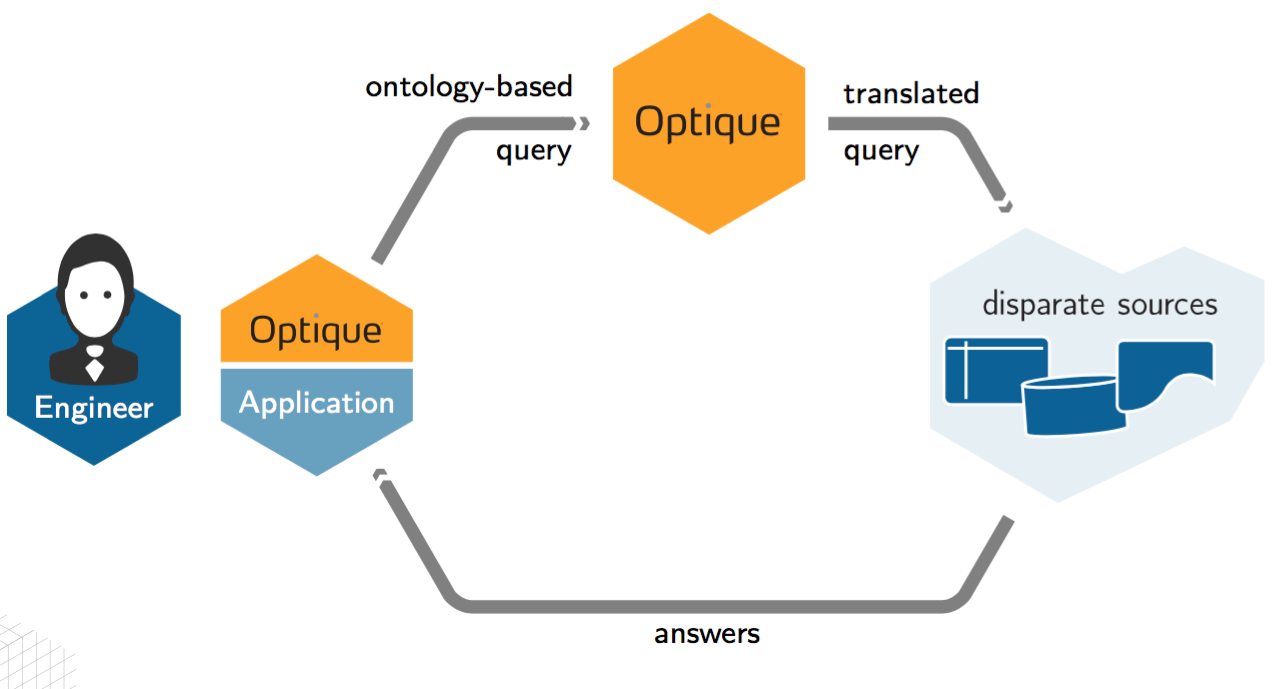 ontology-based
query
Optique
translated
query
disparate sources
Optique
Application
Engineer
answers